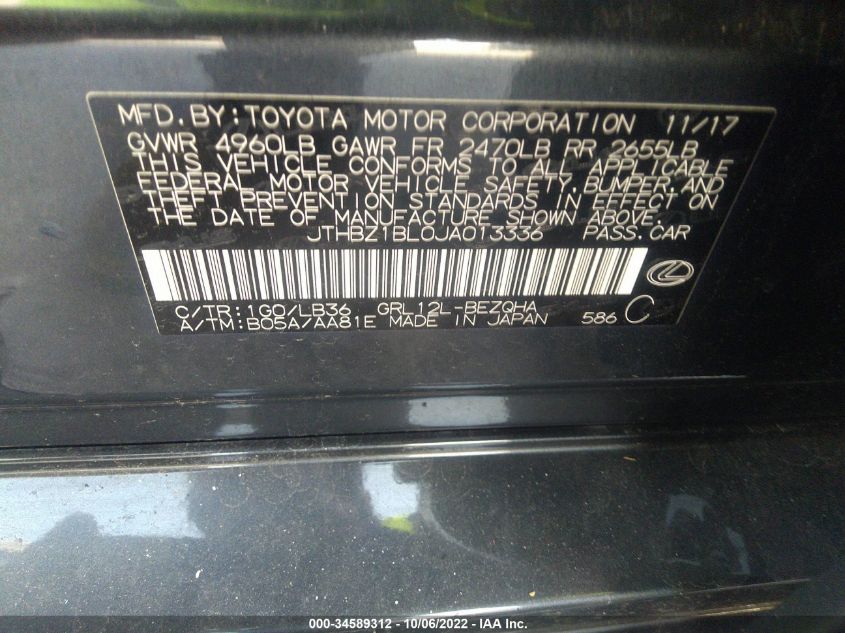 MFD. BY: TOYOTA MOTOR CORPORATION 11/17
GVWR 4960LB GAWR FR 2470LB RR 2655LB
THIS VEHICLE CONFORMS TO ALL APPLICABLE
FEDERAL MOTOR VEHICLE SAFETY, BUMPER, AND
THEFT PREVENTION STANDARDS IN EFFECT ON
THE DATE OF MANUFACTURE SHOWN ABOVE.
JTHBZ1BL0JA013336 PASS. CAR
C/TR: 1G0/LB36 GRL12L-BEZQHA
A/TM: B05A/AA81E MADE IN JAPAN 586 C
000-34589312 - 10/06/2022 - IAA Inc.